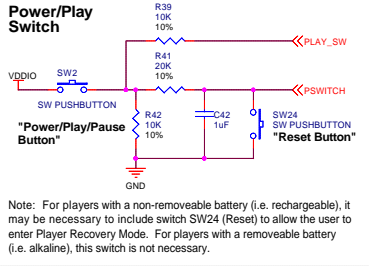 Power/Play
Switch
R39
10K
10%
PLAY_SW
R41
20K
10%
VDDIO
SW2
PSWITCH
SW PUSHBUTTON
"Power/Play/Pause
Button"
R42
10K
10%
C42
1uF
SW24
SW PUSHBUTTON
"Reset Button"
GND
Note: For players with a non-removeable battery (i.e. rechargeable), it
may be necessary to include switch SW24 (Reset) to allow the user to
enter Player Recovery Mode. For players with a removeable battery
(i.e. alkaline), this switch is not necessary.